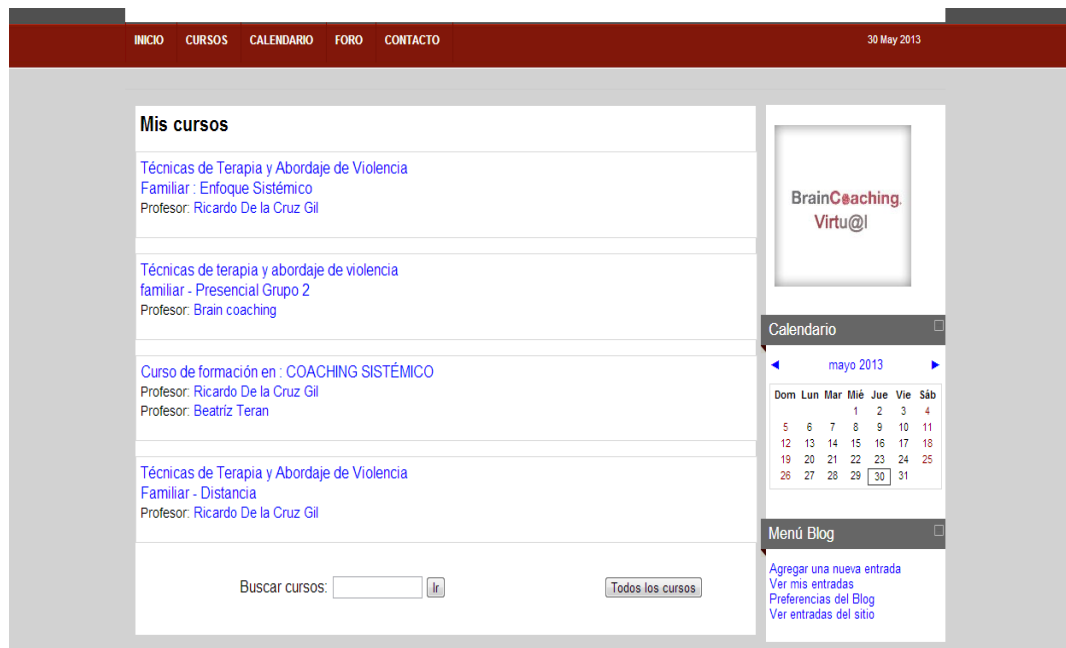 INICIO CURSOS CALENDARIO FORO CONTACTO 30 May 2013
Mis cursos
Técnicas de Terapia y Abordaje de Violencia
Familiar : Enfoque Sistémico
Profesor: Ricardo De la Cruz Gil
Técnicas de terapia y abordaje de violencia
familiar - Presencial Grupo 2
Profesor: Brain coaching
Curso de formación en : COACHING SISTÉMICO
Profesor: Ricardo De la Cruz Gil
Profesor: Beatríz Teran
Técnicas de Terapia y Abordaje de Violencia
Familiar - Distancia
Profesor: Ricardo De la Cruz Gil
Buscar cursos: Ir Todos los cursos
BrainCoaching.
Virtu@l
Calendario
◄ mayo 2013 ►
Dom Lun Mar Mié Jue Vie Sáb
1 2 3 4
5 6 7 8 9 10 11
12 13 14 15 16 17 18
19 20 21 22 23 24 25
26 27 28 29 30 31
Menú Blog
Agregar una nueva entrada
Ver mis entradas
Preferencias del Blog
Ver entradas del sitio